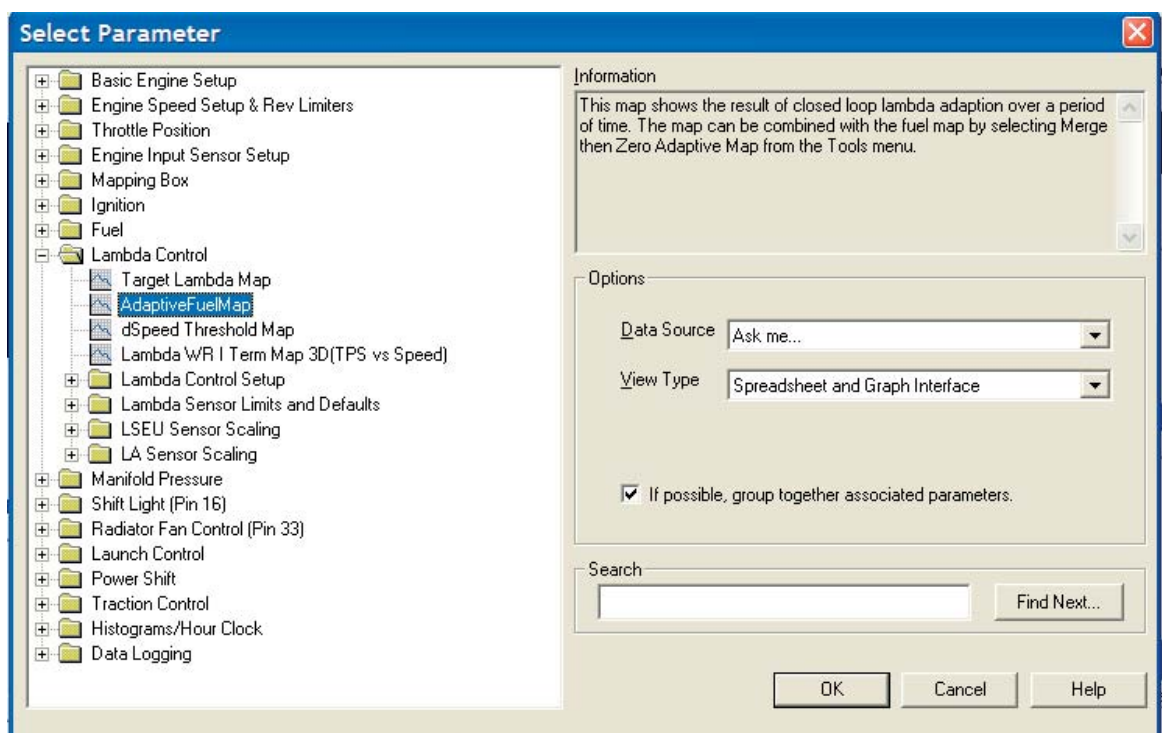 Select Parameter
Basic Engine Setup
Engine Speed Setup & Rev Limiters
Throttle Position
Engine Input Sensor Setup
Mapping Box
Ignition
Fuel
Lambda Control
Target Lambda Map
AdaptiveFuelMap
dSpeed Threshold Map
Lambda WR I Term Map 3D(TPS vs Speed)
Lambda Control Setup
Lambda Sensor Limits and Defaults
LSEU Sensor Scaling
LA Sensor Scaling
Manifold Pressure
Shift Light (Pin 16)
Radiator Fan Control (Pin 33)
Launch Control
Power Shift
Traction Control
Histograms/Hour Clock
Data Logging
Information
This map shows the result of closed loop lambda adaption over a period
of time. The map can be combined with the fuel map by selecting Merge
then Zero Adaptive Map from the Tools menu.
Options
Data Source Ask me...
View Type Spreadsheet and Graph Interface
If possible, group together associated parameters.
Search
Find Next...
OK Cancel Help